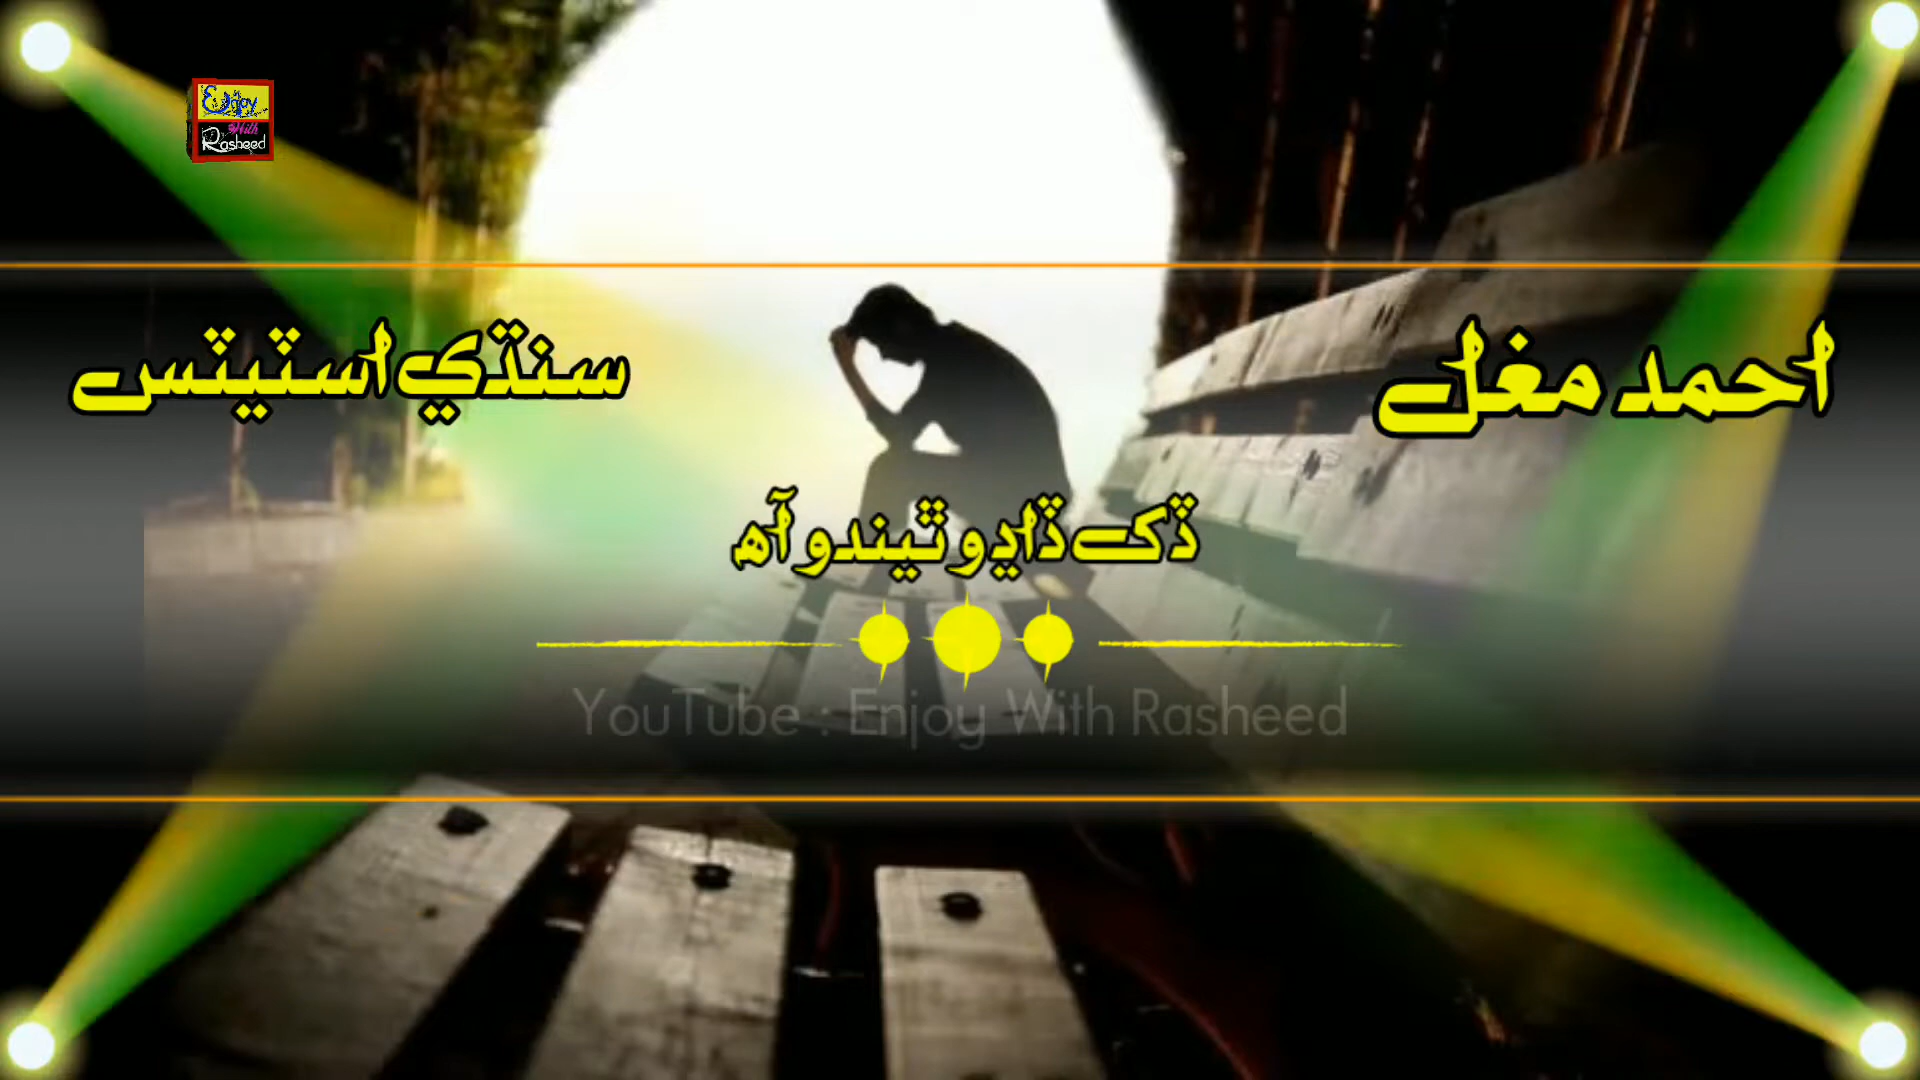 Enjoy
With
Rasheed
احمد مغل
سنڌي اسٽيٽس
ڏک ڏاڍو ٿيندو آھ
YouTube : Enjoy With Rasheed